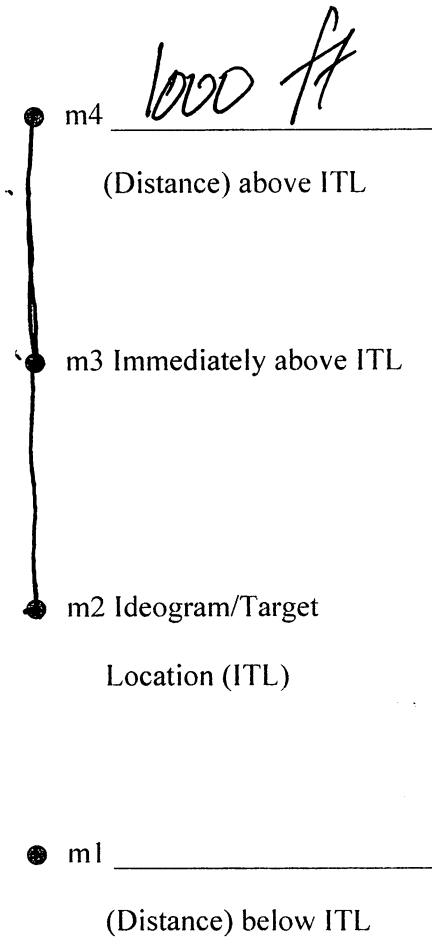 m4 1000 ft
(Distance) above ITL
m3 Immediately above ITL
m2 Ideogram/Target
Location (ITL)
m1
(Distance) below ITL